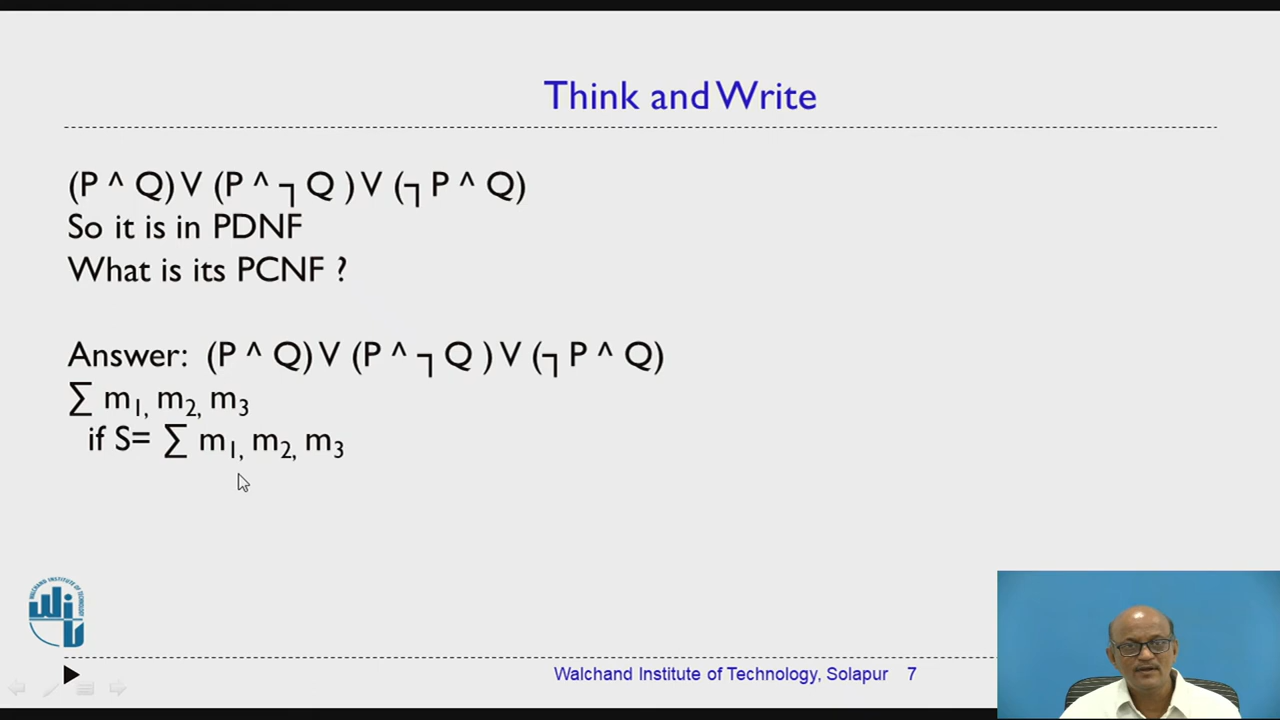 Think and Write
(P ^ Q) V (P ^ ┐Q ) V (┐P ^ Q)
So it is in PDNF
What is its PCNF ?
Answer: (P ^ Q) V (P ^ ┐Q ) V (┐P ^ Q)
∑ m1, m2, m3
if S= ∑ m1, m2, m3
Walchand Institute of Technology, Solapur 7